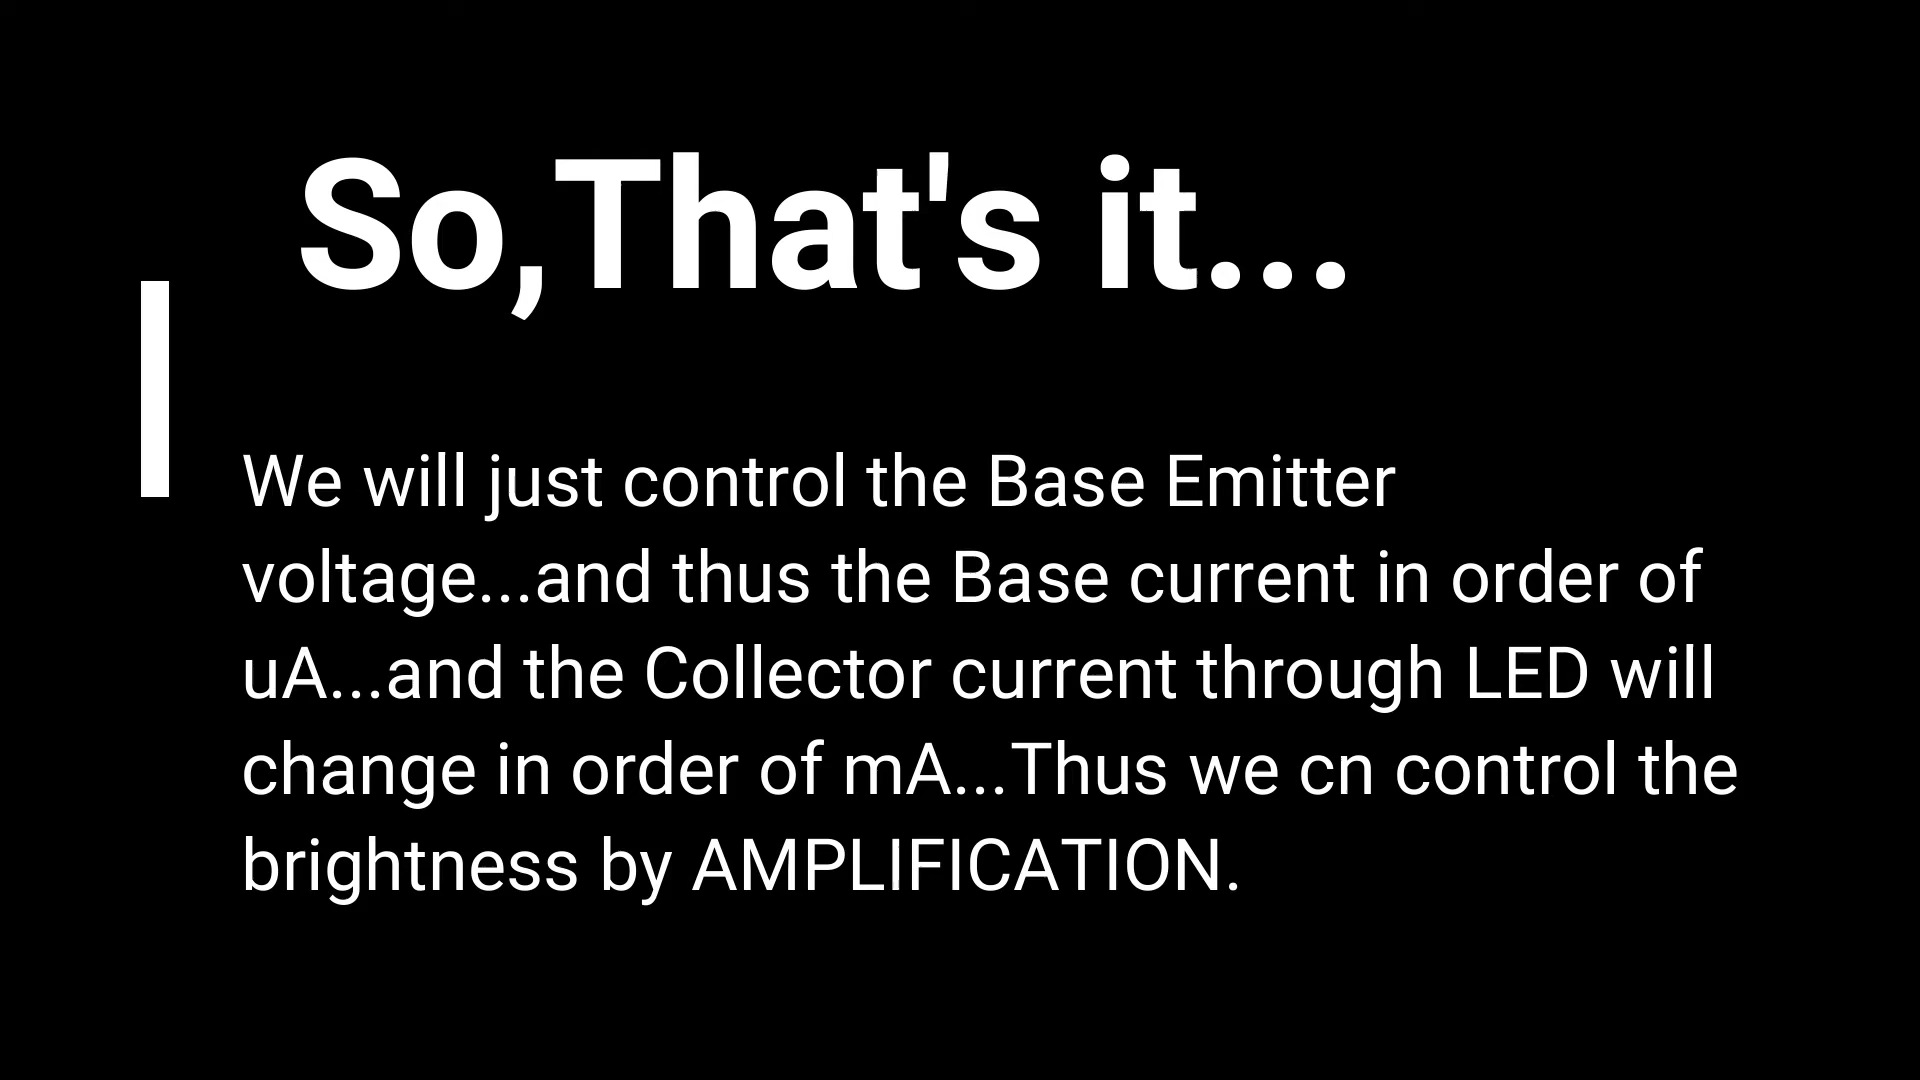 So,That's it...
We will just control the Base Emitter
voltage...and thus the Base current in order of
uA...and the Collector current through LED will
change in order of mA...Thus we cn control the
brightness by AMPLIFICATION.